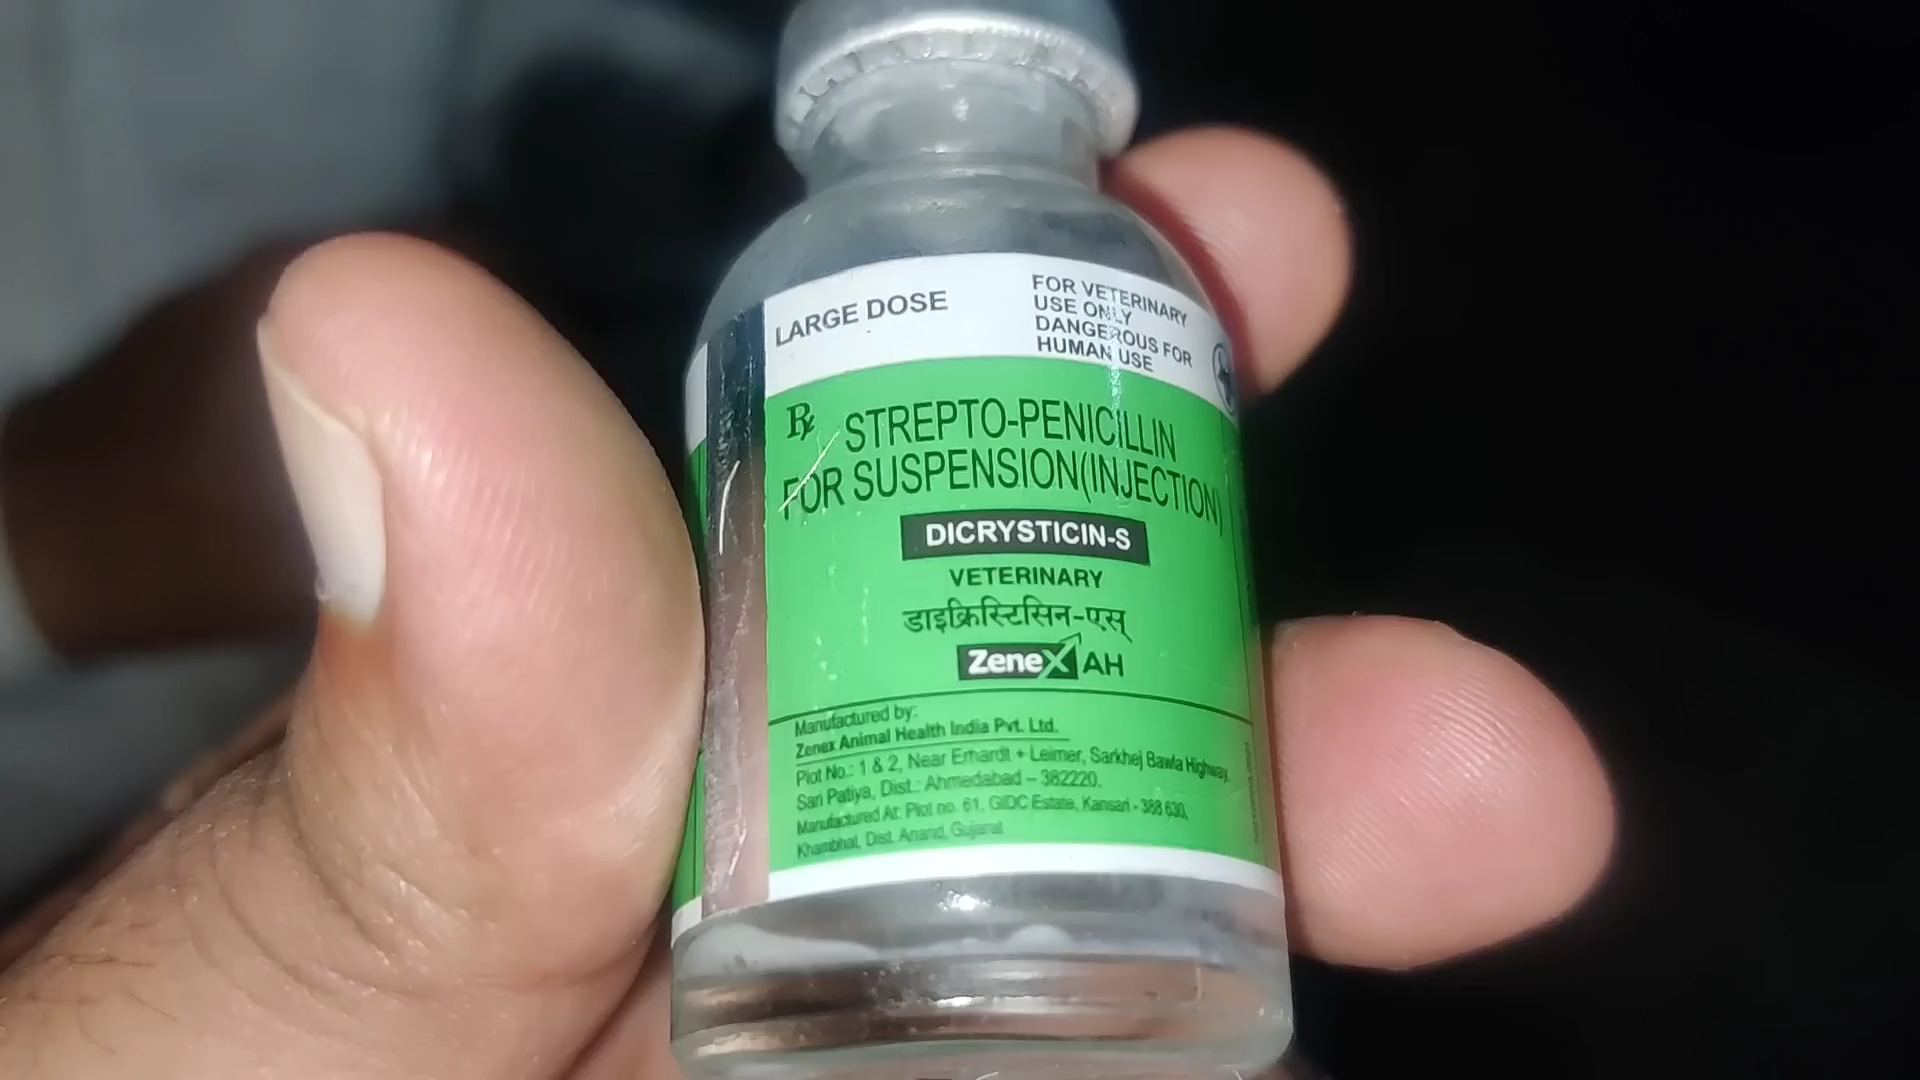 LARGE DOSE
FOR VETERINARY
USE ONLY
DANGEROUS FOR
HUMAN USE
Rx STREPTO-PENICILLIN
FOR SUSPENSION(INJECTION)
DICRYSTICIN-S
VETERINARY
डाइक्रिस्टिसिन-एस्
Zenex AH
Manufactured by:
Zenex Animal Health India Pvt. Ltd.
Plot No.: 1 & 2, Near Erhardt + Leimer, Sarkhej Bawla Highway,
Sari Patiya, Dist.: Ahmedabad – 382220.
Manufactured At: Plot no. 61, GIDC Estate, Kansari - 388 630,
Khambhat, Dist. Anand, Gujarat